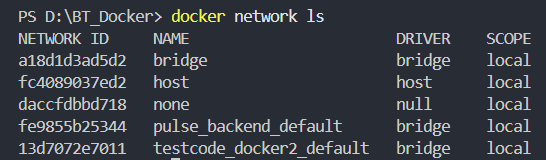 PS D:\BT_Docker> docker network ls
NETWORK ID     NAME                       DRIVER    SCOPE
a18d1d3ad5d2   bridge                     bridge    local
fc4089037ed2   host                       host      local
daccfdbbd718   none                       null      local
fe9855b25344   pulse_backend_default      bridge    local
13d7072e7011   testcode_docker2_default   bridge    local